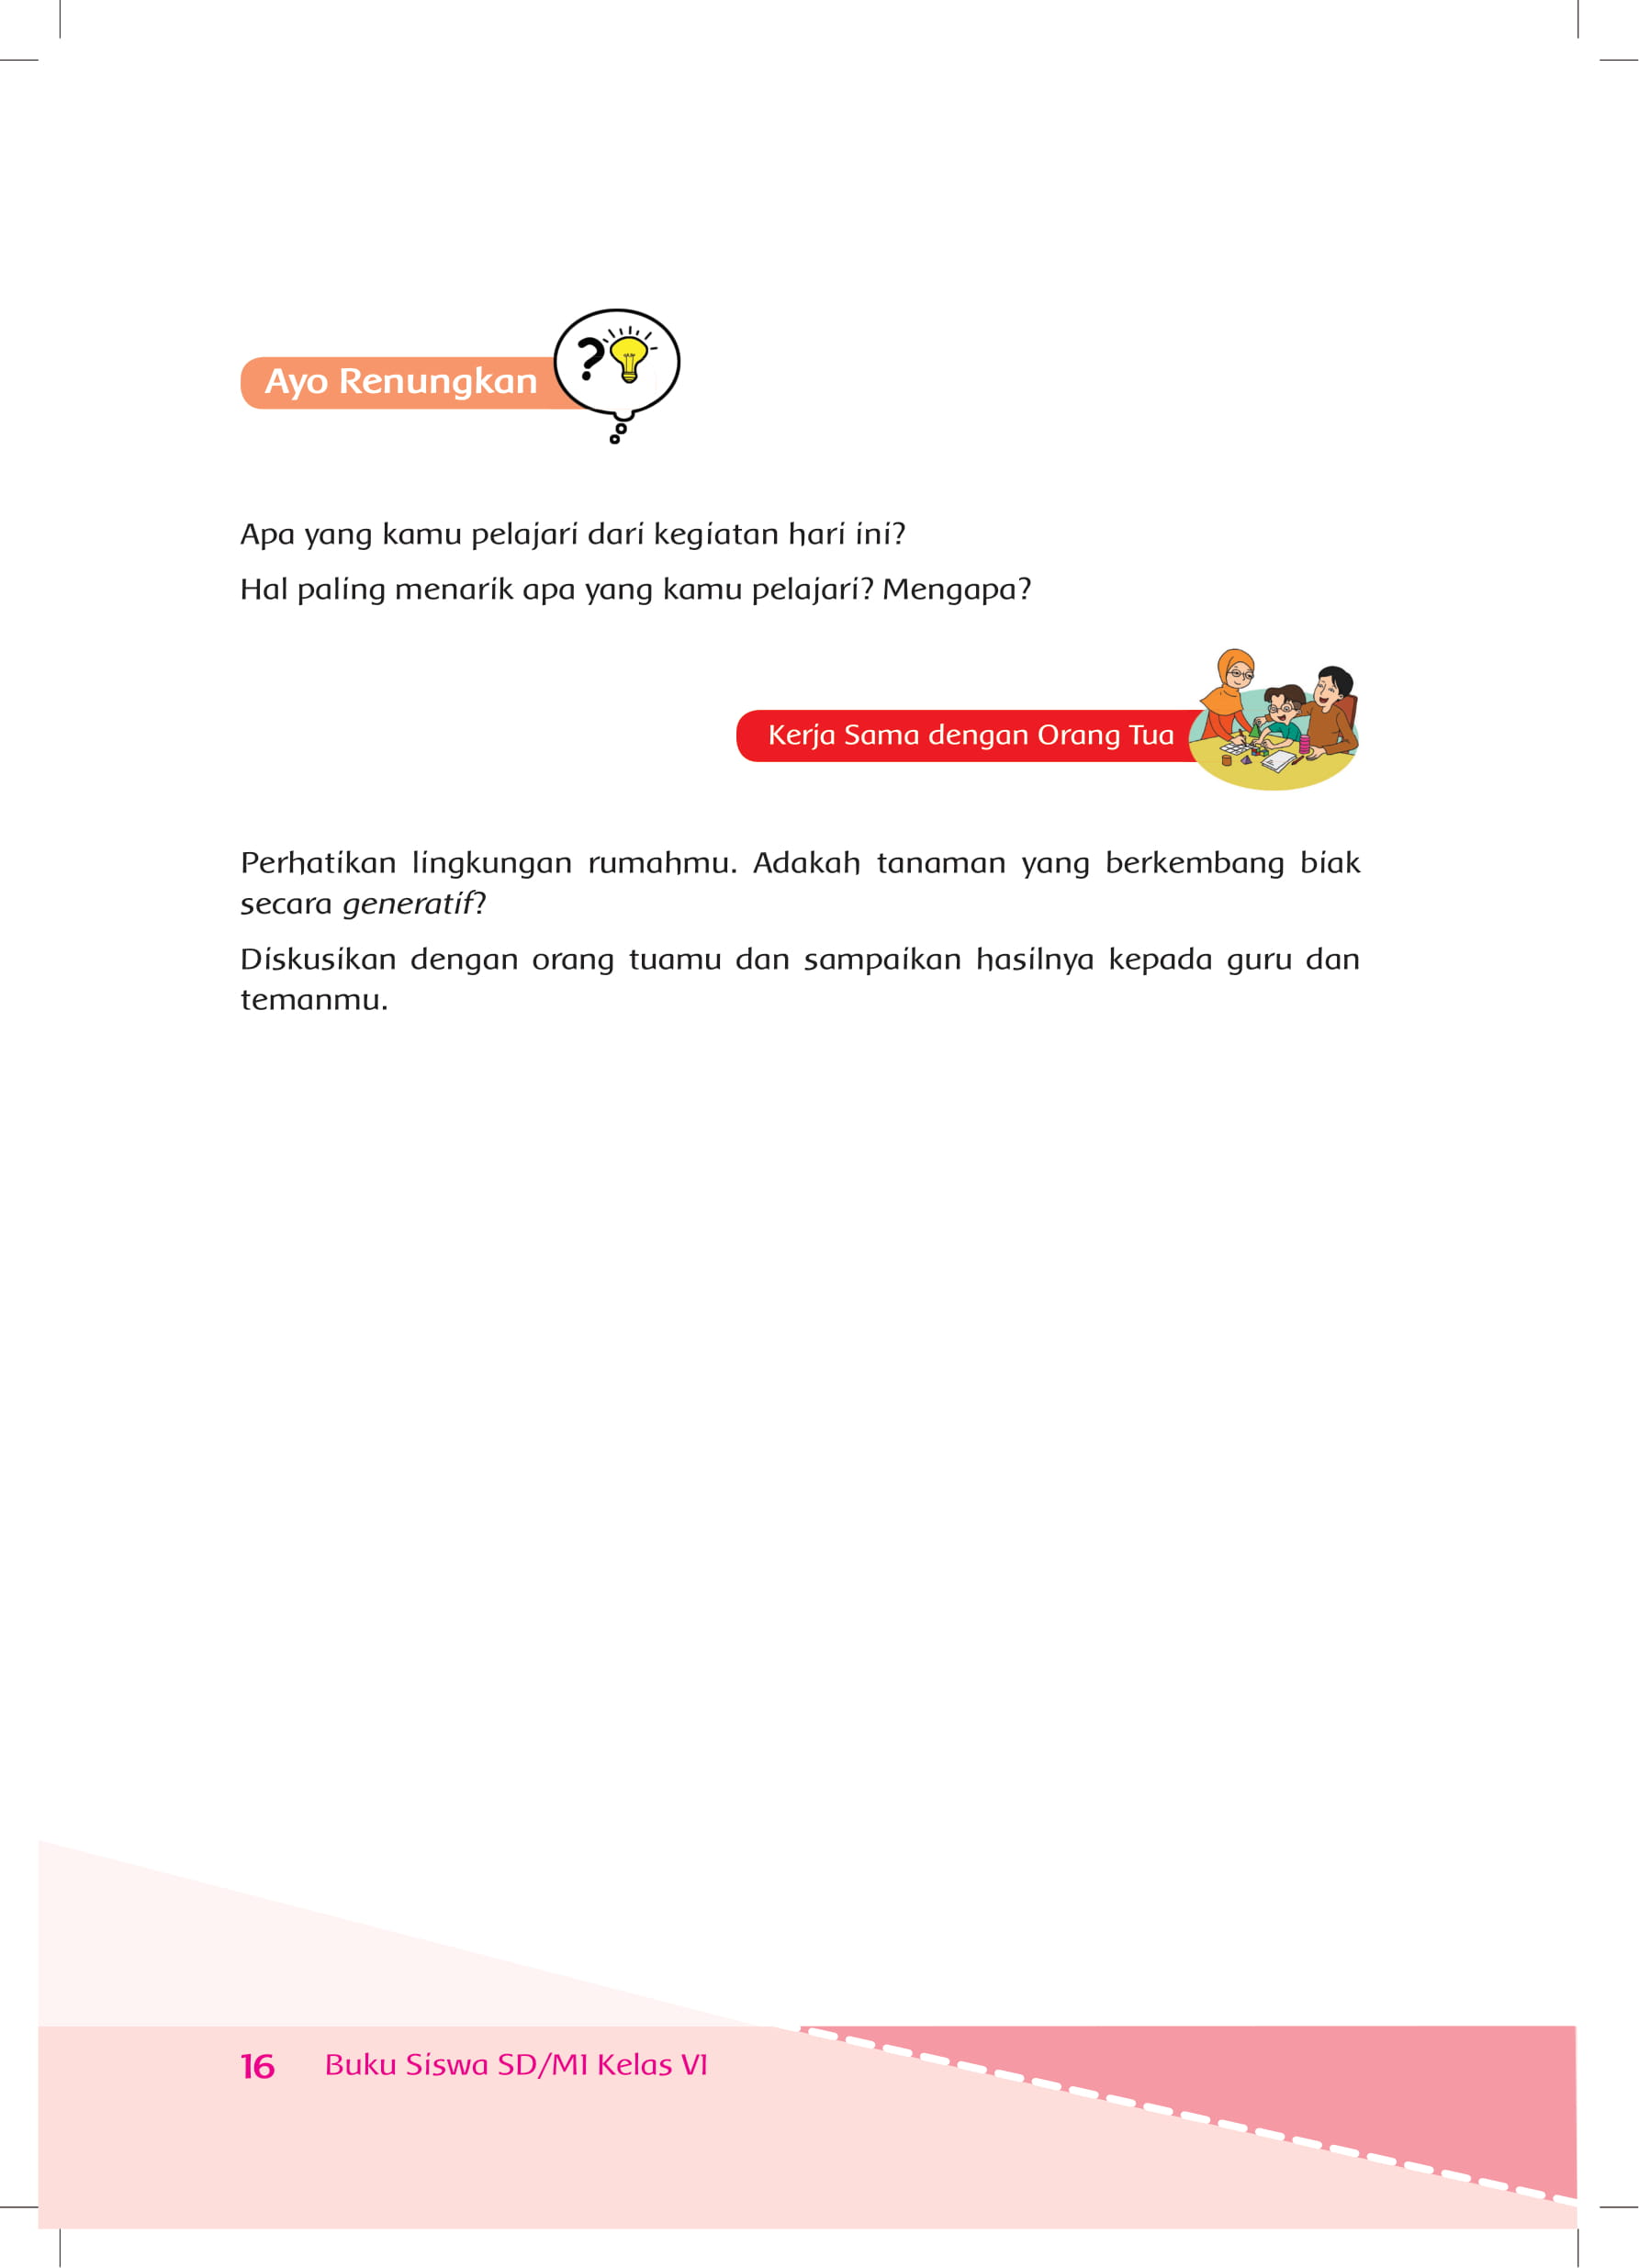 Ayo Renungkan
?
Apa yang kamu pelajari dari kegiatan hari ini?
Hal paling menarik apa yang kamu pelajari? Mengapa?
Kerja Sama dengan Orang Tua
Perhatikan lingkungan rumahmu. Adakah tanaman yang berkembang biak
secara generatif?
Diskusikan dengan orang tuamu dan sampaikan hasilnya kepada guru dan
temanmu.
16 Buku Siswa SD/MI Kelas VI